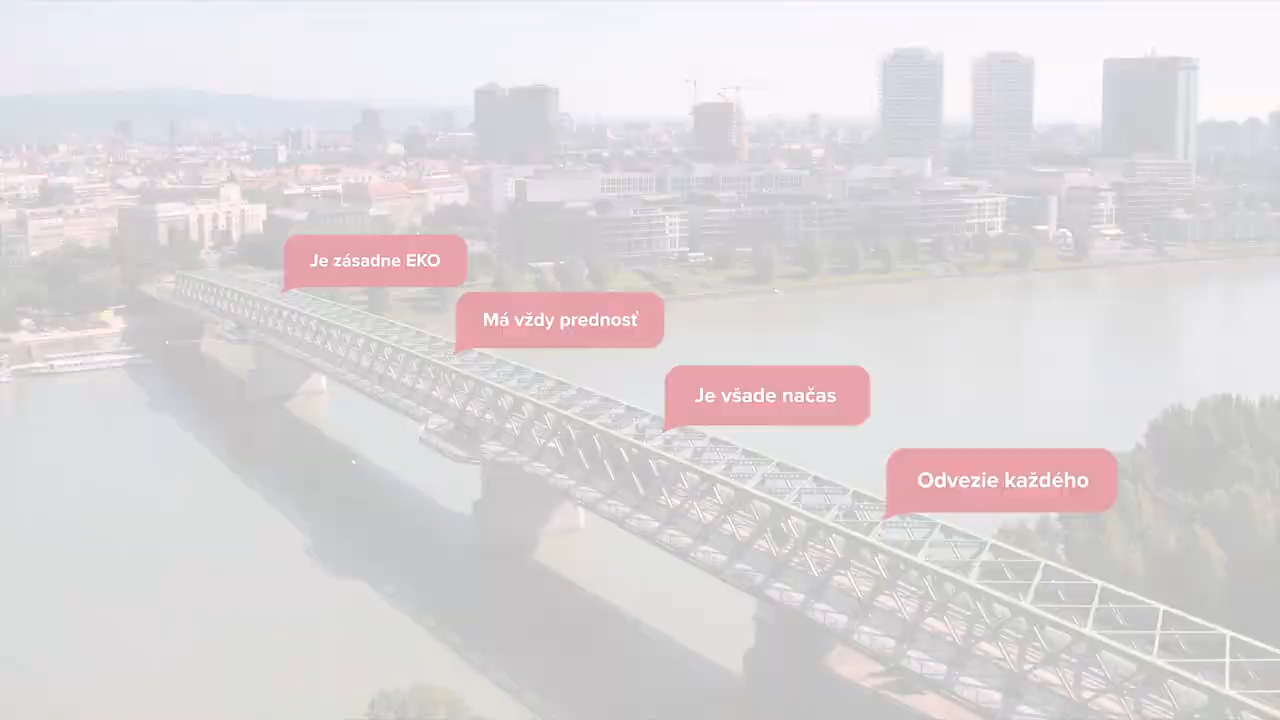 Je zásadne EKO
Má vždy prednosť
Je všade načas
Odvezie každého